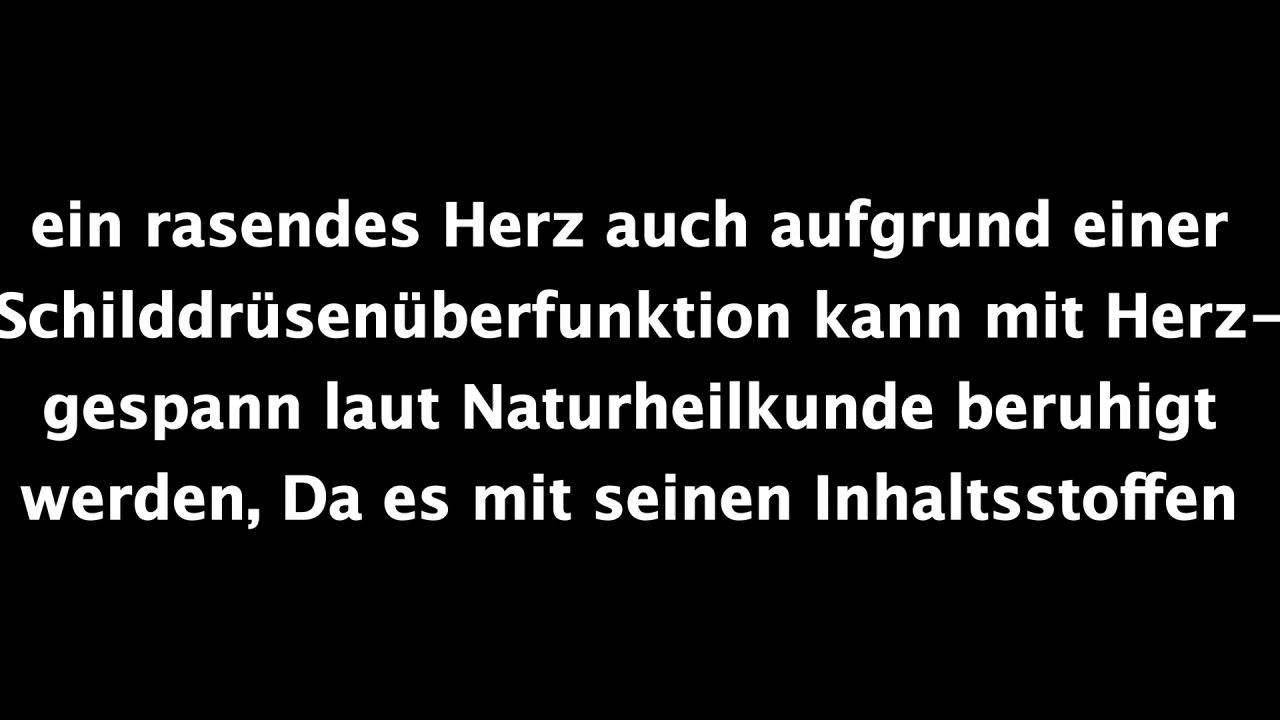 ein rasendes Herz auch aufgrund einer
Schilddrüsenüberfunktion kann mit Herz-
gespann laut Naturheilkunde beruhigt
werden, Da es mit seinen Inhaltsstoffen